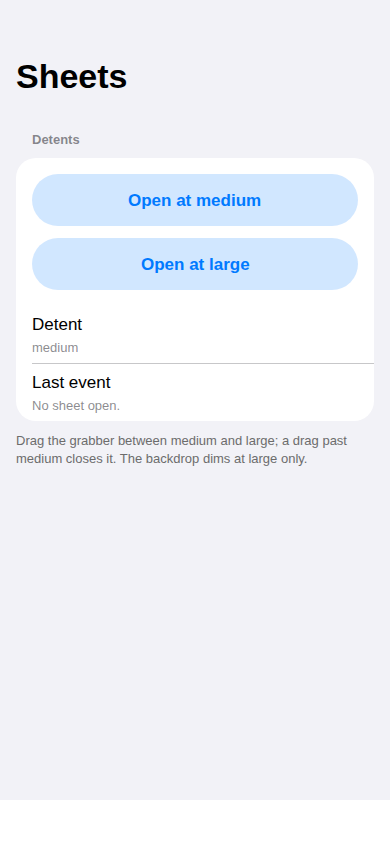 Sheets
Detents
Open at medium
Open at large
Detent
medium
Last event
No sheet open.
Drag the grabber between medium and large; a drag past
medium closes it. The backdrop dims at large only.